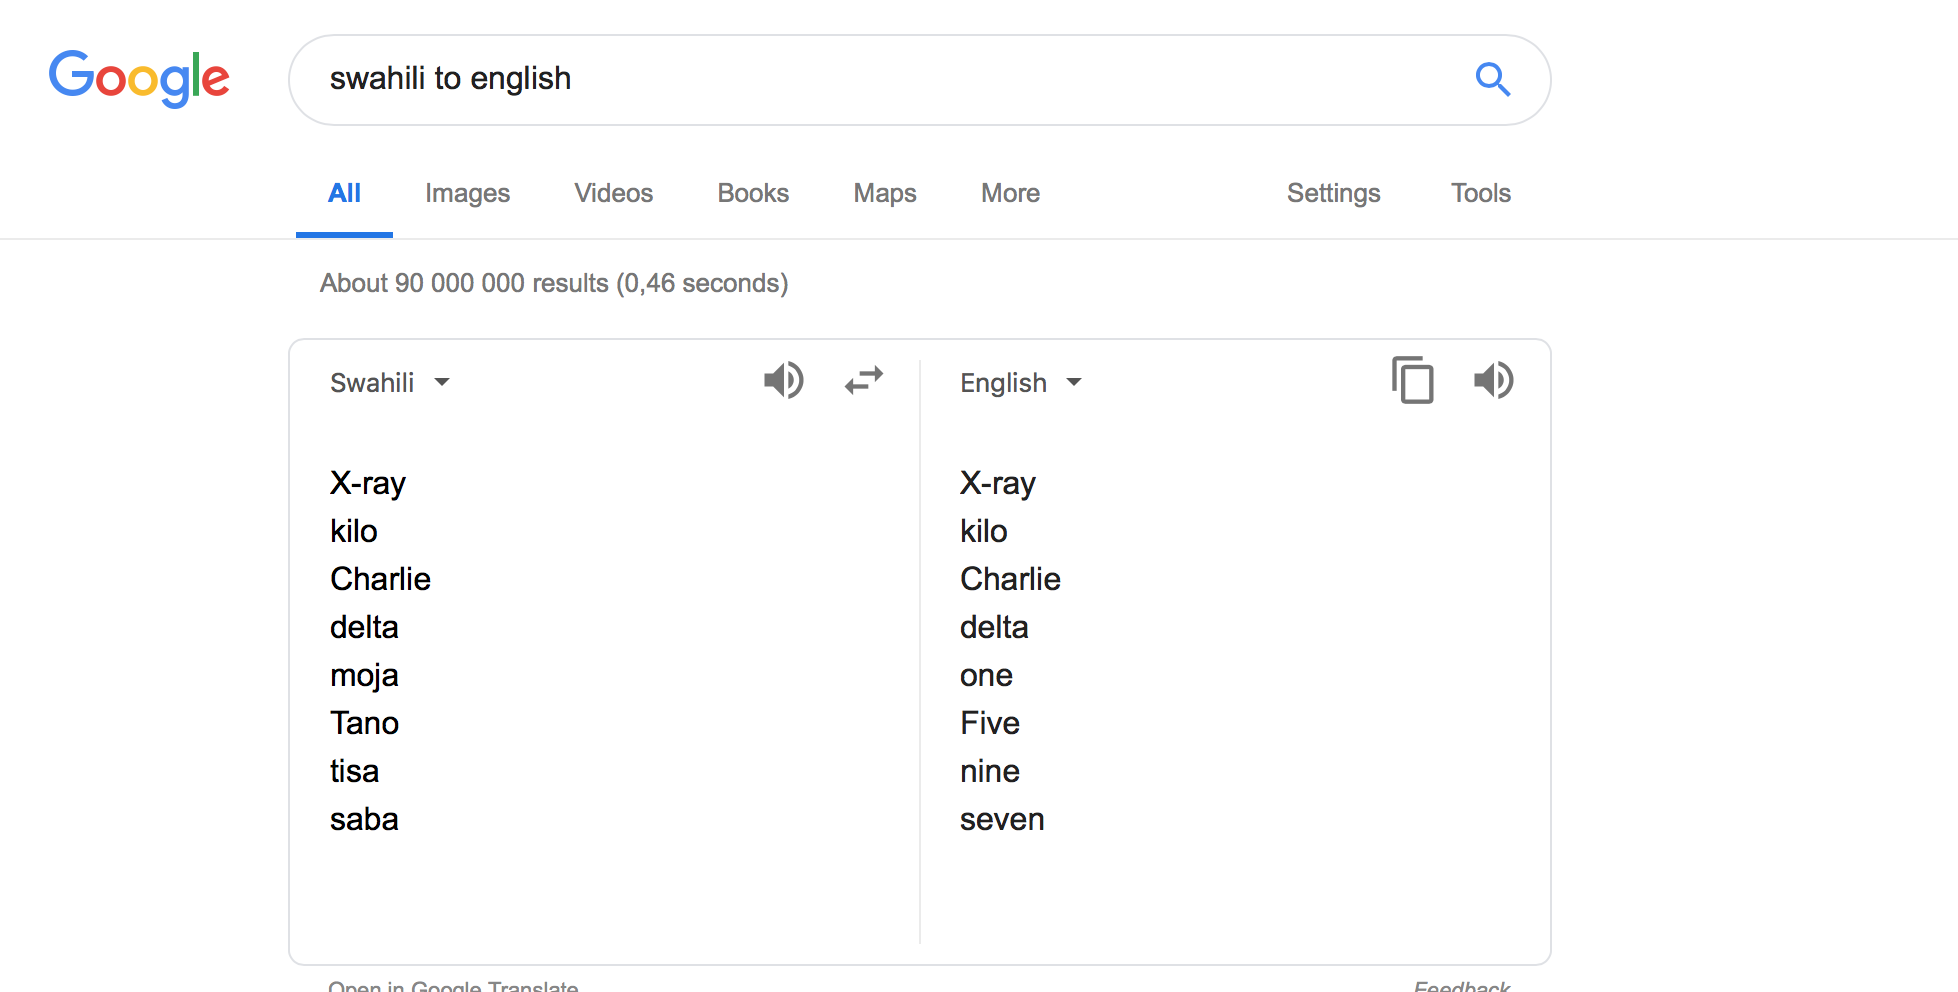 Google
swahili to english
All Images Videos Books Maps More Settings Tools
About 90 000 000 results (0,46 seconds)
Swahili English
X-ray X-ray
kilo kilo
Charlie Charlie
delta delta
moja one
Tano Five
tisa nine
saba seven
Open in Google Translate Feedback